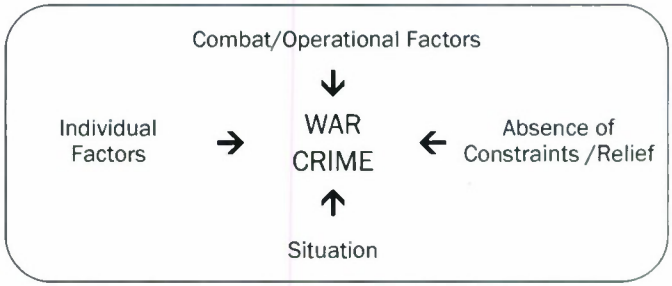 Combat/Operational Factors
Individual
Factors
WAR
CRIME
Absence of
Constraints /Relief
Situation